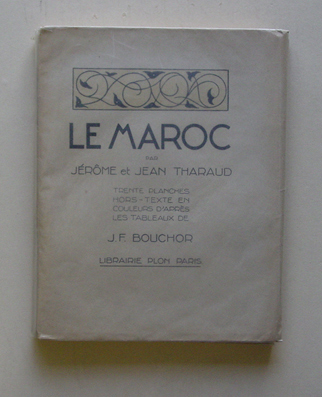 LE MAROC
PAR
JÉRÔME et JEAN THARAUD
TRENTE PLANCHES
HORS-TEXTE EN
COULEURS D'APRÈS
LES TABLEAUX DE
J. F. BOUCHOR
LIBRAIRIE PLON PARIS